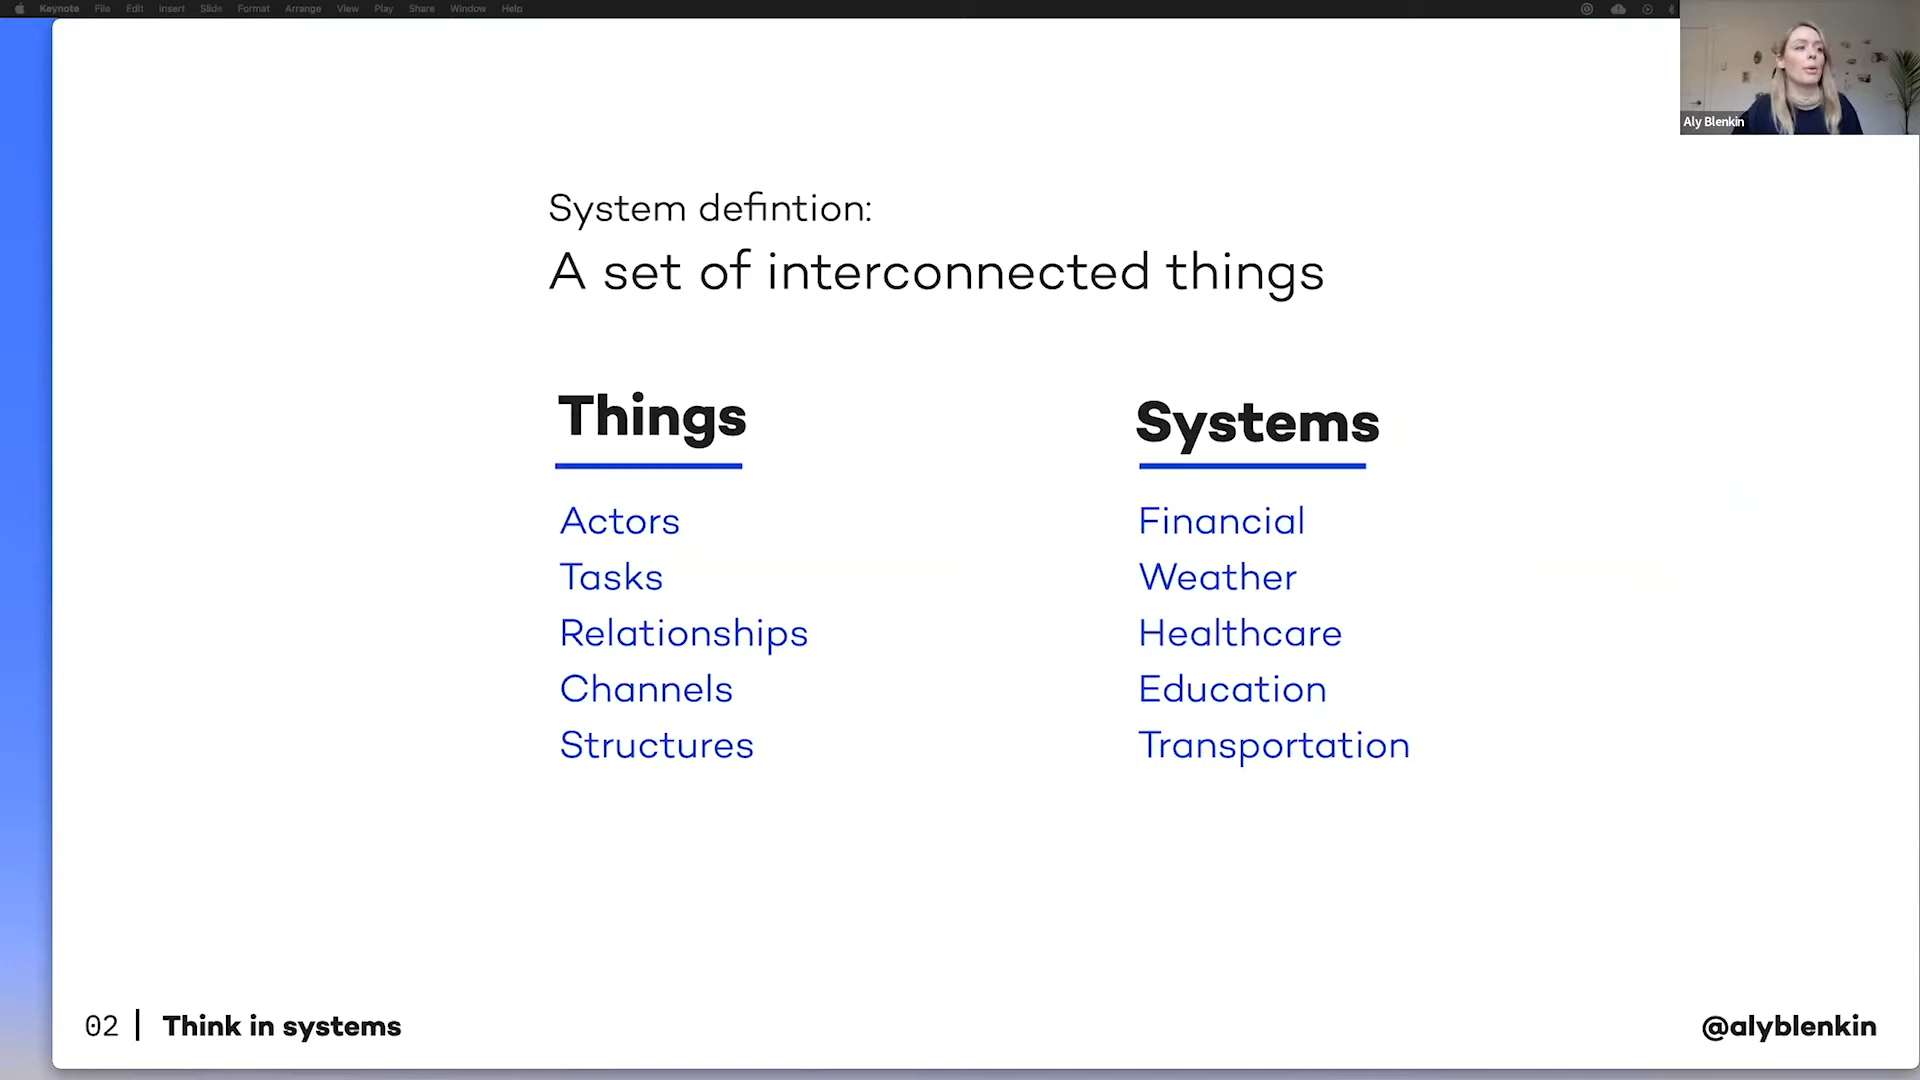 Keynote File Edit Insert Slide Format Arrange View Play Share Window Help
Aly Blenkin
System defintion:
A set of interconnected things
Things
Actors
Tasks
Relationships
Channels
Structures
Systems
Financial
Weather
Healthcare
Education
Transportation
02 | Think in systems
@alyblenkin